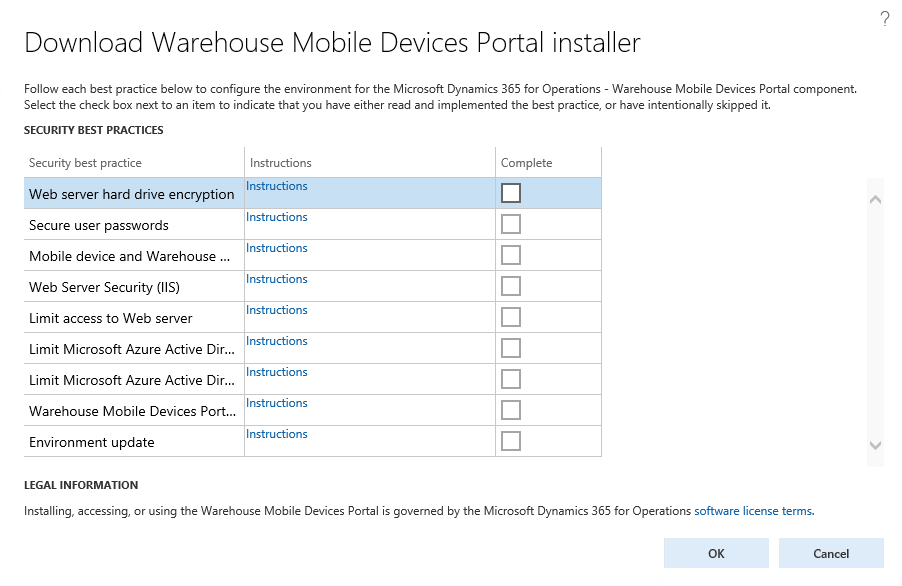 ?
Download Warehouse Mobile Devices Portal installer
Follow each best practice below to configure the environment for the Microsoft Dynamics 365 for Operations - Warehouse Mobile Devices Portal component.
Select the check box next to an item to indicate that you have either read and implemented the best practice, or have intentionally skipped it.
SECURITY BEST PRACTICES
Security best practice Instructions Complete
Web server hard drive encryption Instructions
Secure user passwords Instructions
Mobile device and Warehouse ... Instructions
Web Server Security (IIS) Instructions
Limit access to Web server Instructions
Limit Microsoft Azure Active Dir... Instructions
Limit Microsoft Azure Active Dir... Instructions
Warehouse Mobile Devices Port... Instructions
Environment update Instructions
LEGAL INFORMATION
Installing, accessing, or using the Warehouse Mobile Devices Portal is governed by the Microsoft Dynamics 365 for Operations software license terms.
OK Cancel